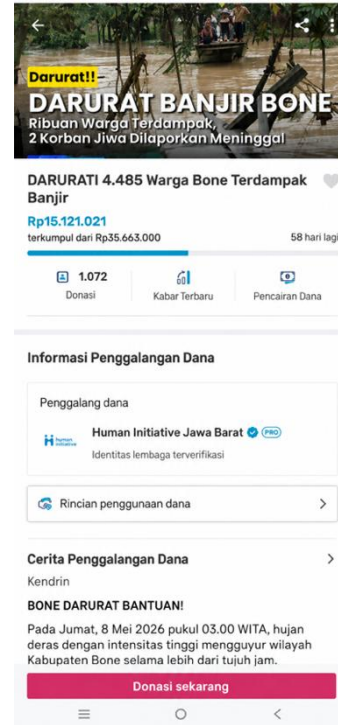 Darurat!!
DARURAT BANJIR BONE
Ribuan Warga Terdampak,
2 Korban Jiwa Dilaporkan Meninggal
DARURAT! 4.485 Warga Bone Terdampak
Banjir
Rp15.121.021
terkumpul dari Rp35.663.000
58 hari lagi
1.072
Donasi
Kabar Terbaru
Pencairan Dana
Informasi Penggalangan Dana
Penggalang dana
human initiative
Human Initiative Jawa Barat PRO
Identitas lembaga terverifikasi
Rincian penggunaan dana
Cerita Penggalangan Dana
Kendrin
BONE DARURAT BANTUAN!
Pada Jumat, 8 Mei 2026 pukul 03.00 WITA, hujan
deras dengan intensitas tinggi mengguyur wilayah
Kabupaten Bone selama lebih dari tujuh jam.
Donasi sekarang